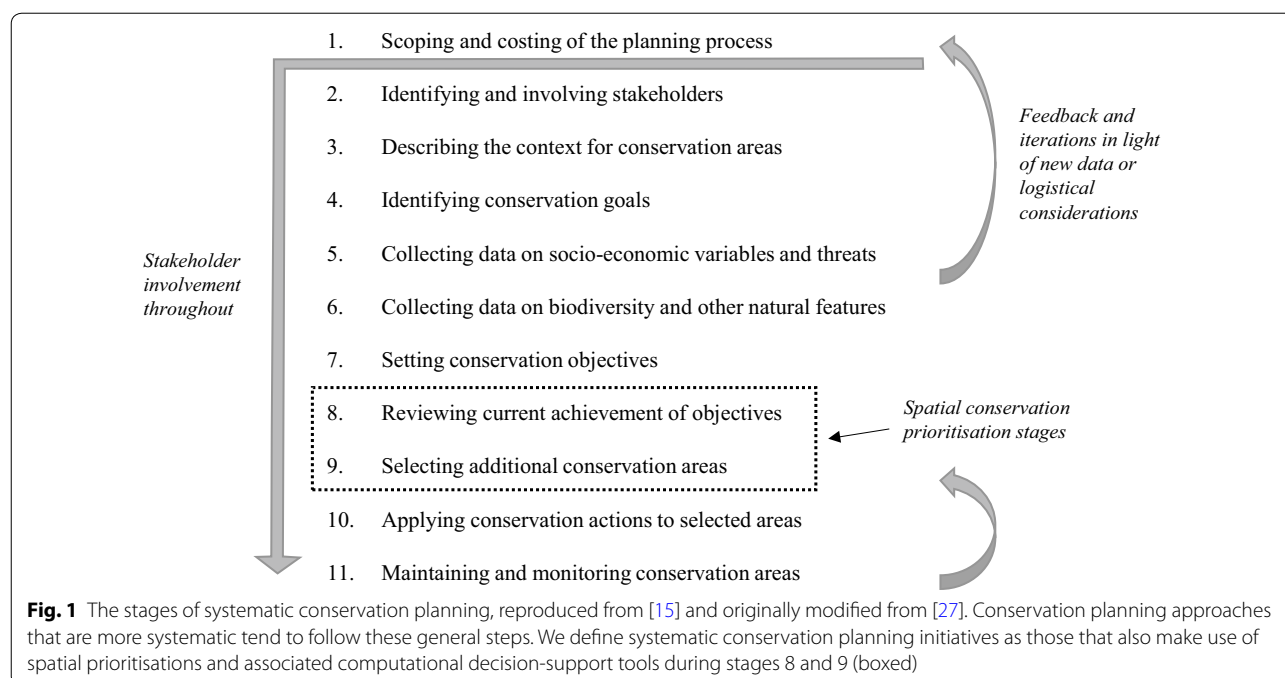 1. Scoping and costing of the planning process
2. Identifying and involving stakeholders
3. Describing the context for conservation areas
4. Identifying conservation goals
5. Collecting data on socio-economic variables and threats
6. Collecting data on biodiversity and other natural features
7. Setting conservation objectives
8. Reviewing current achievement of objectives
9. Selecting additional conservation areas
10. Applying conservation actions to selected areas
11. Maintaining and monitoring conservation areas
Stakeholder
involvement
throughout
Feedback and
iterations in light
of new data or
logistical
considerations
Spatial conservation
prioritisation stages
Fig. 1 The stages of systematic conservation planning, reproduced from [15] and originally modified from [27]. Conservation planning approaches
that are more systematic tend to follow these general steps. We define systematic conservation planning initiatives as those that also make use of
spatial prioritisations and associated computational decision-support tools during stages 8 and 9 (boxed)